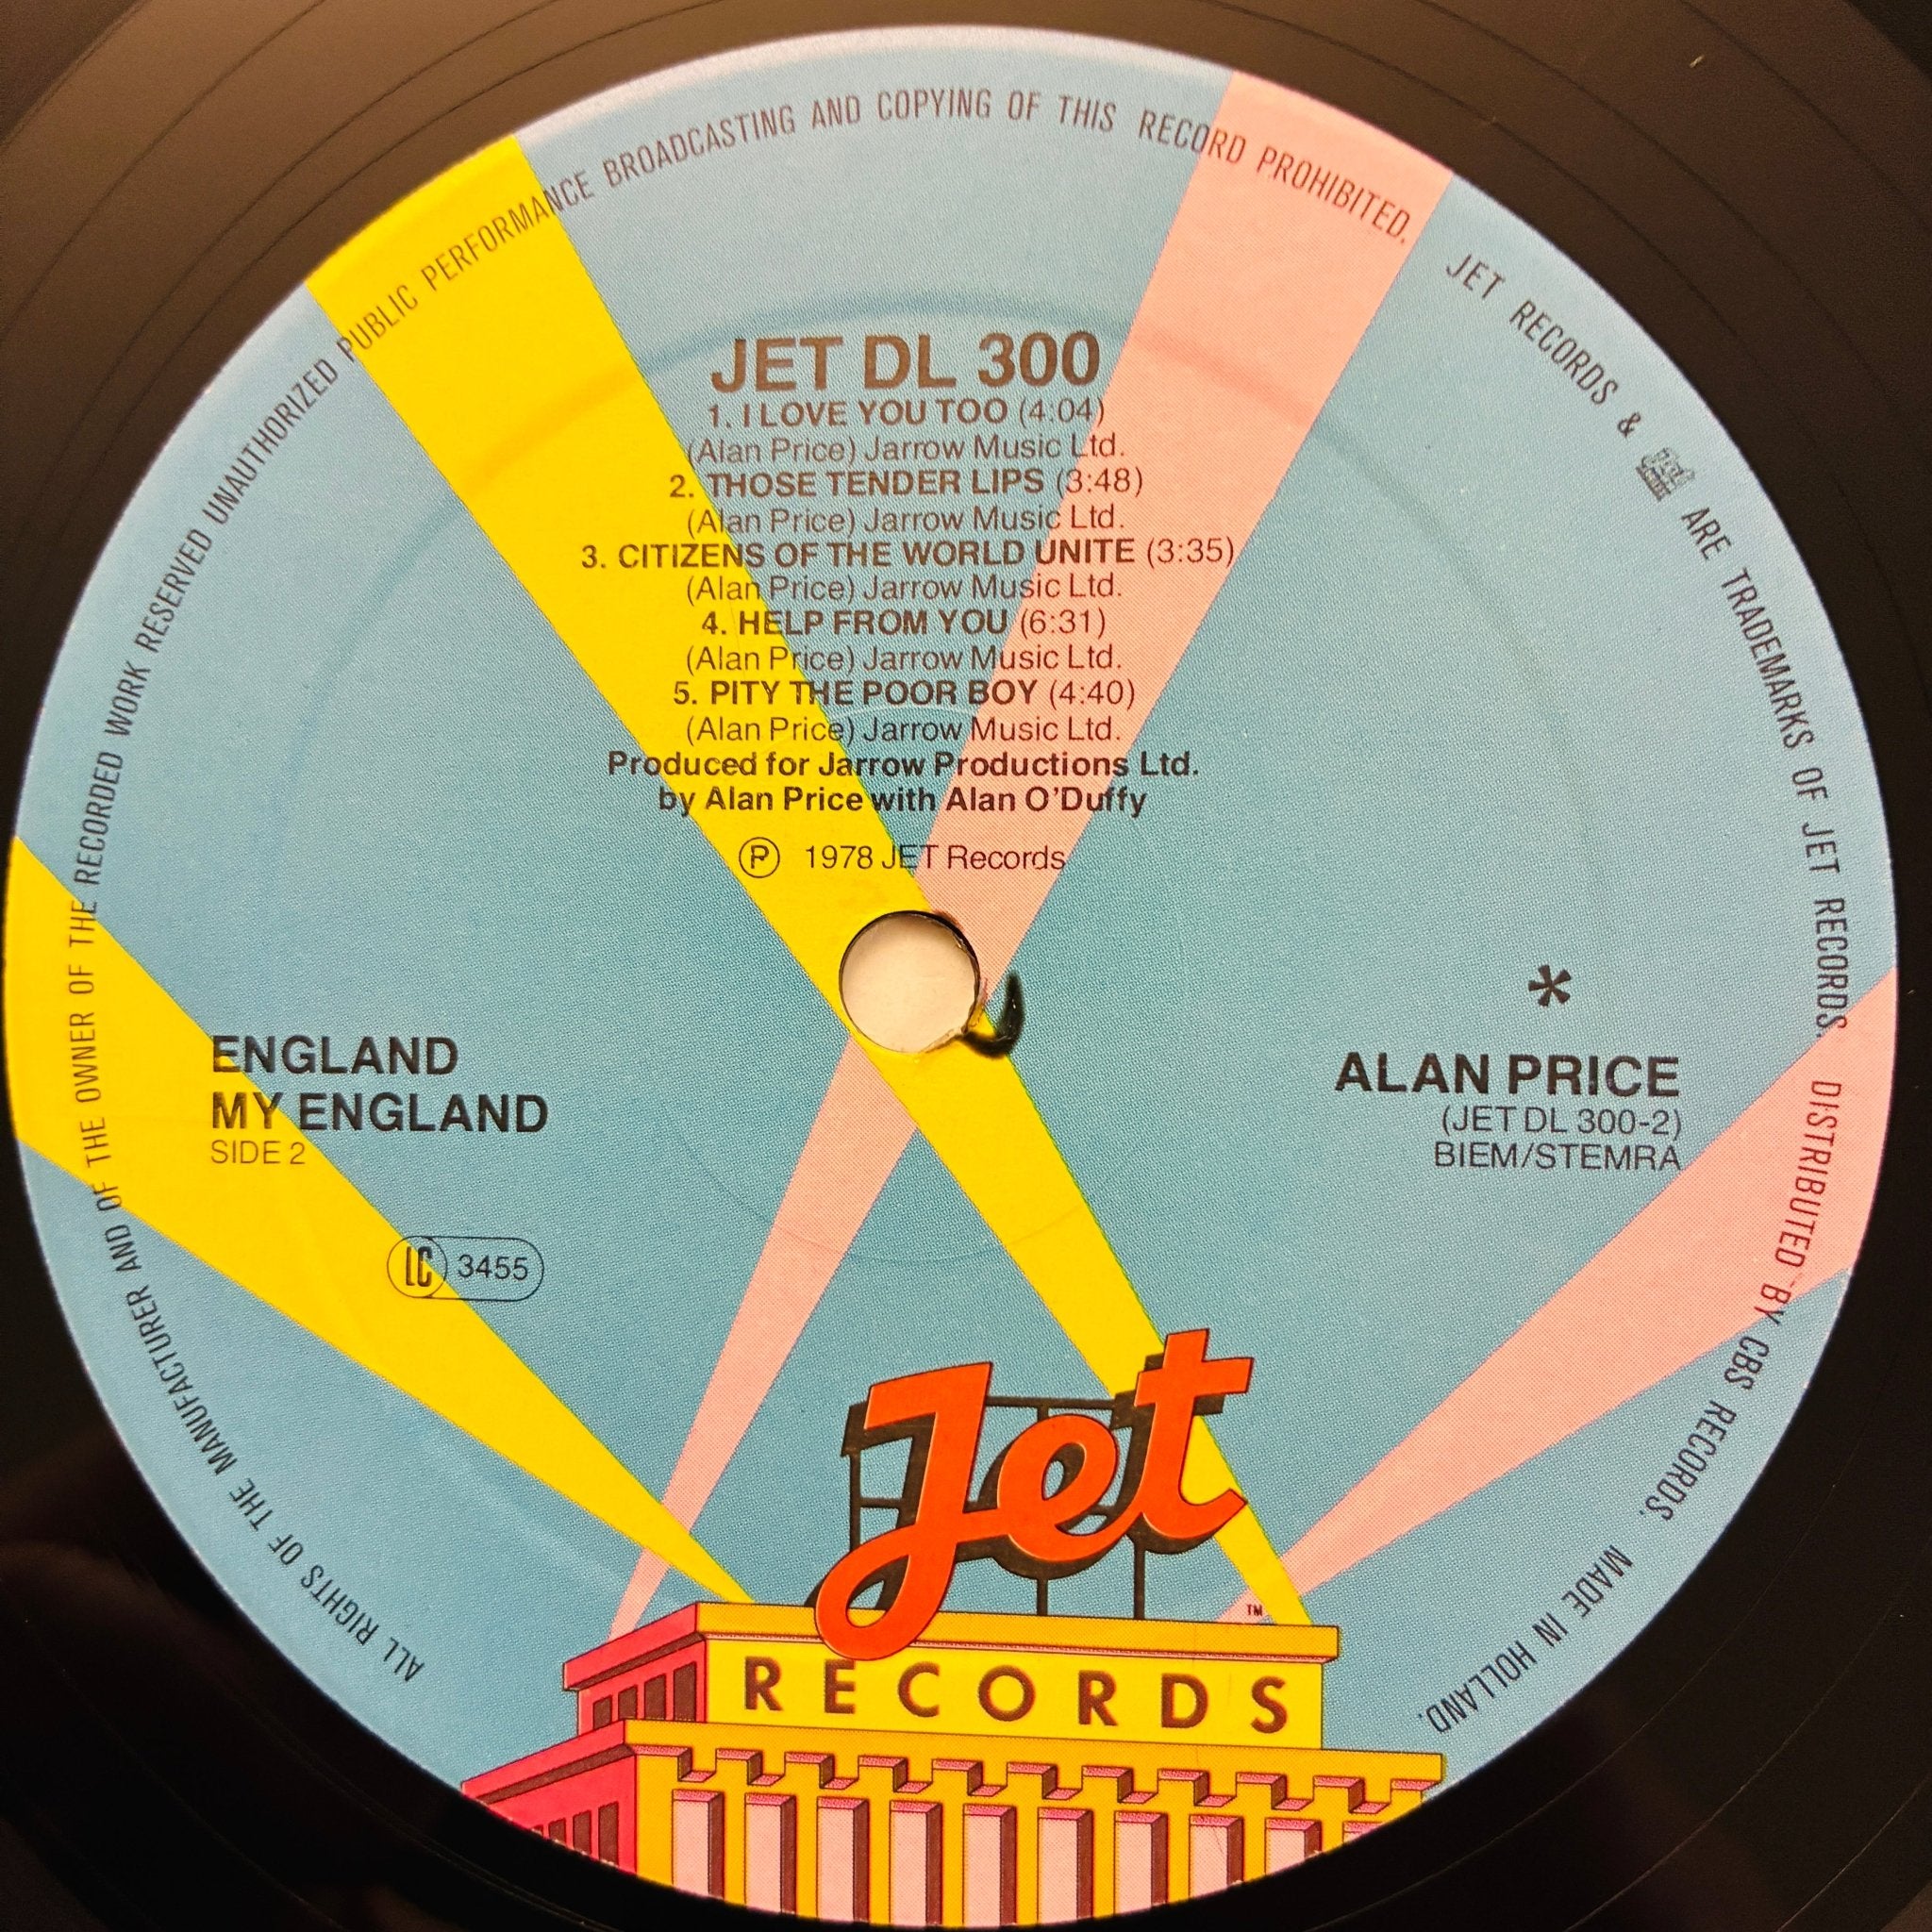 ALL RIGHTS OF THE MANUFACTURER AND OF THE OWNER OF THE RECORDED WORK RESERVED UNAUTHORIZED PUBLIC PERFORMANCE BROADCASTING AND COPYING OF THIS RECORD PROHIBITED. JET RECORDS & Jet RECORDS ARE TRADEMARKS OF JET RECORDS. DISTRIBUTED BY CBS RECORDS. MADE IN HOLLAND.
JET DL 300
1. I LOVE YOU TOO (4:04)
(Alan Price) Jarrow Music Ltd.
2. THOSE TENDER LIPS (3:48)
(Alan Price) Jarrow Music Ltd.
3. CITIZENS OF THE WORLD UNITE (3:35)
(Alan Price) Jarrow Music Ltd.
4. HELP FROM YOU (6:31)
(Alan Price) Jarrow Music Ltd.
5. PITY THE POOR BOY (4:40)
(Alan Price) Jarrow Music Ltd.
Produced for Jarrow Productions Ltd.
by Alan Price with Alan O'Duffy
℗ 1978 JET Records
ENGLAND
MY ENGLAND
SIDE 2
LC 3455
*
ALAN PRICE
(JET DL 300-2)
BIEM/STEMRA
Jet
TM
RECORDS